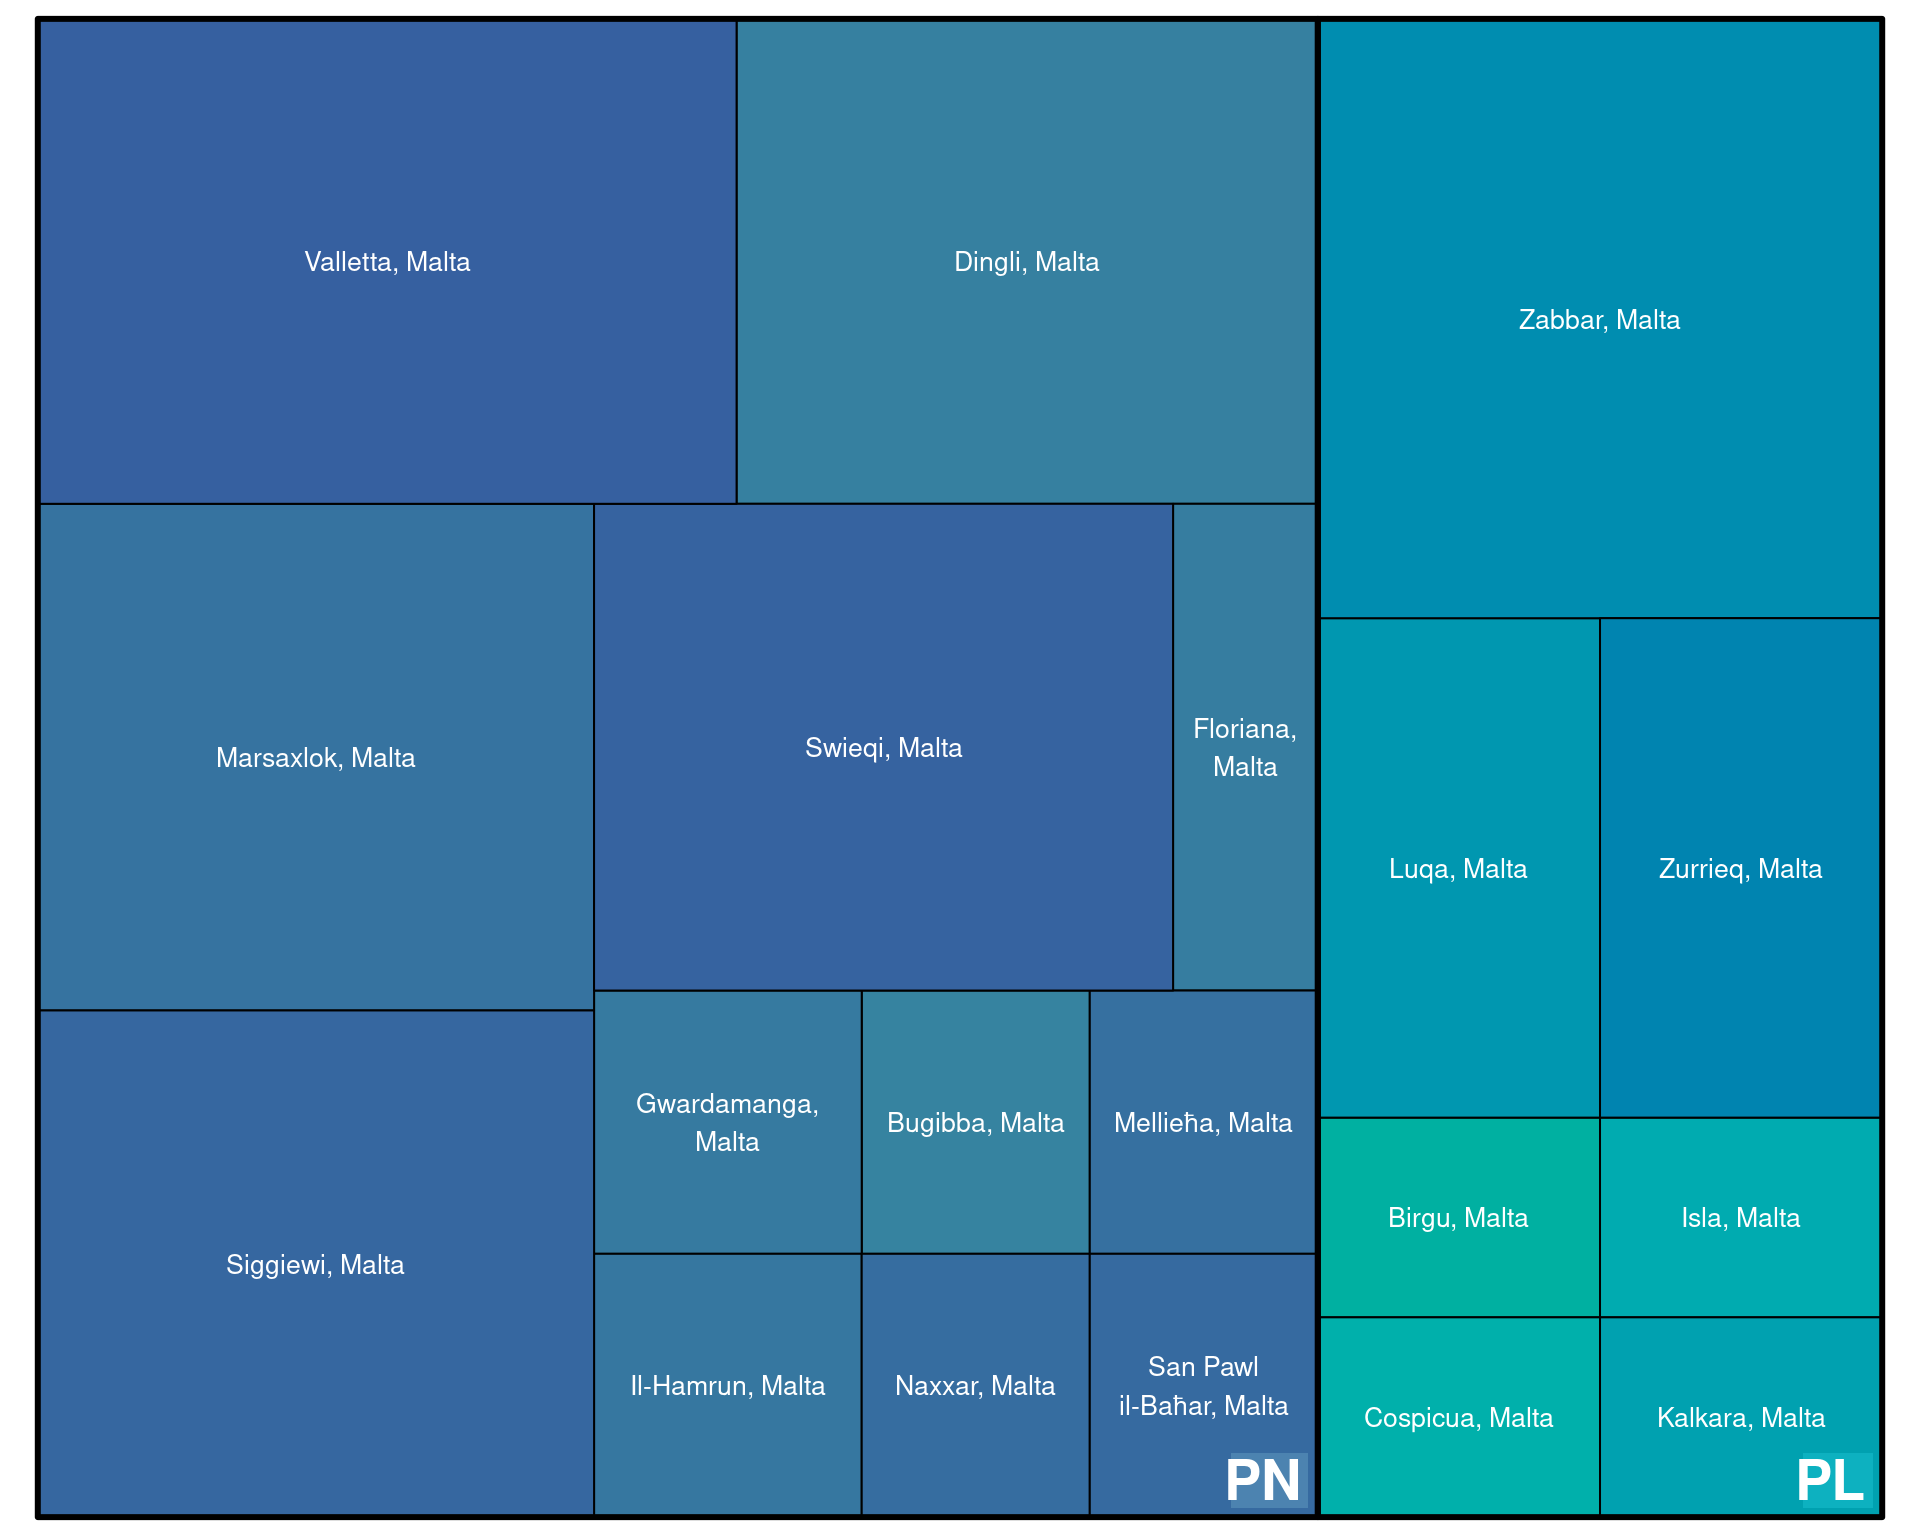 Valletta, Malta
Dingli, Malta
Zabbar, Malta
Marsaxlok, Malta
Swieqi, Malta
Floriana,
Malta
Luqa, Malta
Zurrieq, Malta
Siggiewi, Malta
Gwardamanga,
Malta
Bugibba, Malta
Mellieħa, Malta
Birgu, Malta
Isla, Malta
Il-Hamrun, Malta
Naxxar, Malta
San Pawl
il-Baħar, Malta
Cospicua, Malta
Kalkara, Malta
PN
PL